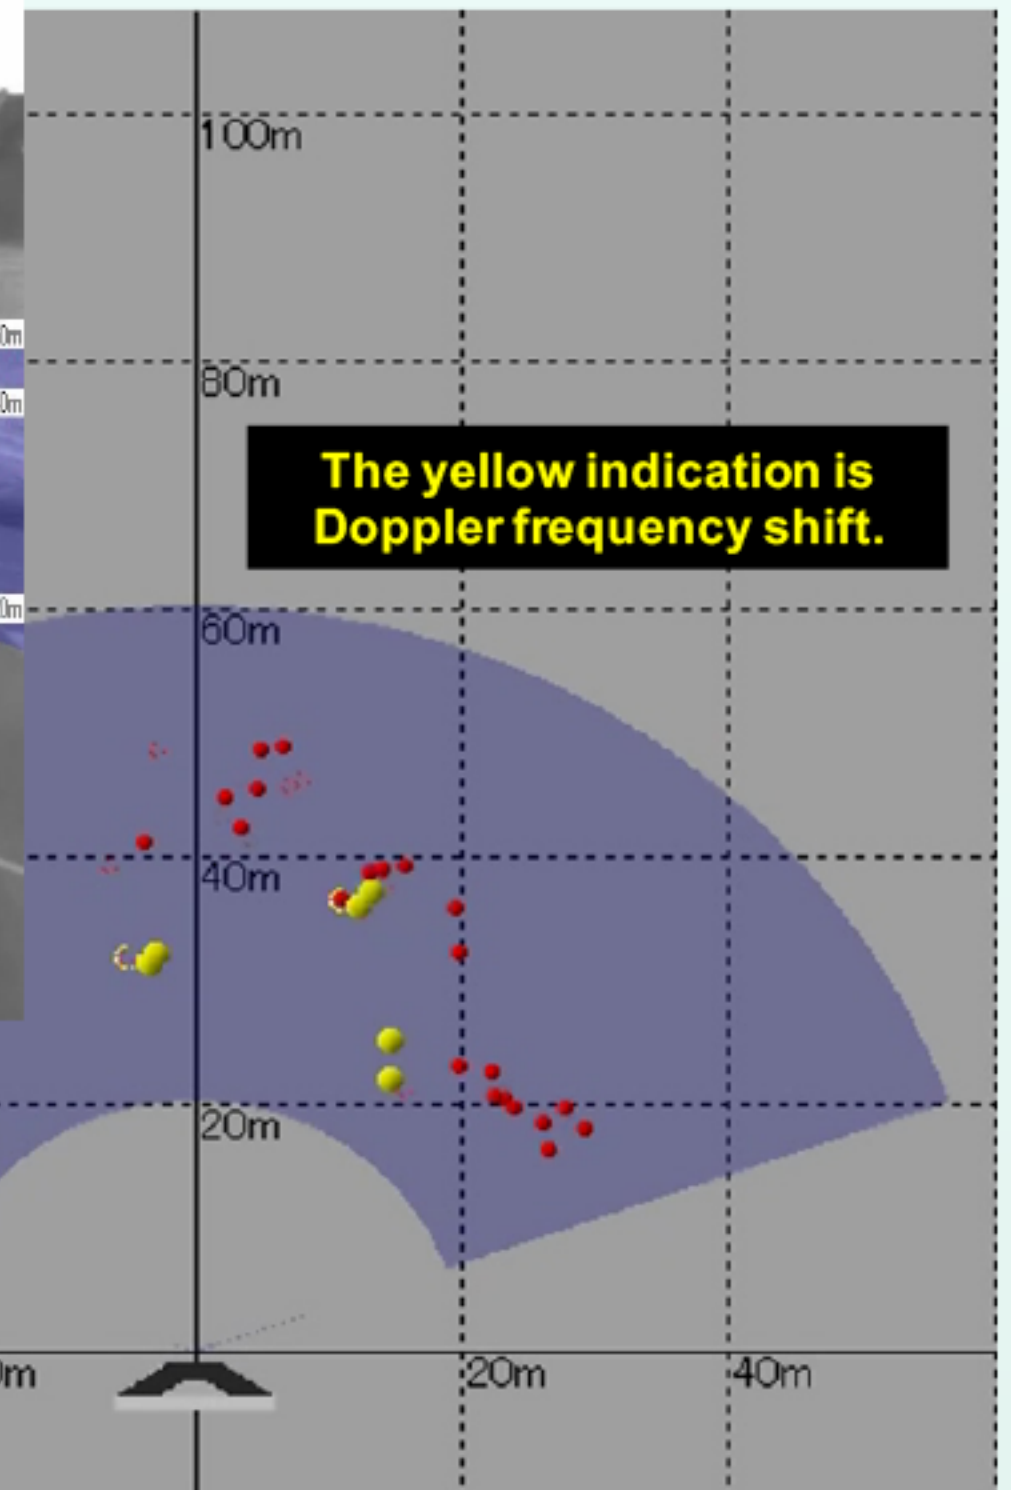 100m
80m
The yellow indication is
Doppler frequency shift.
60m
40m
20m
20m
40m